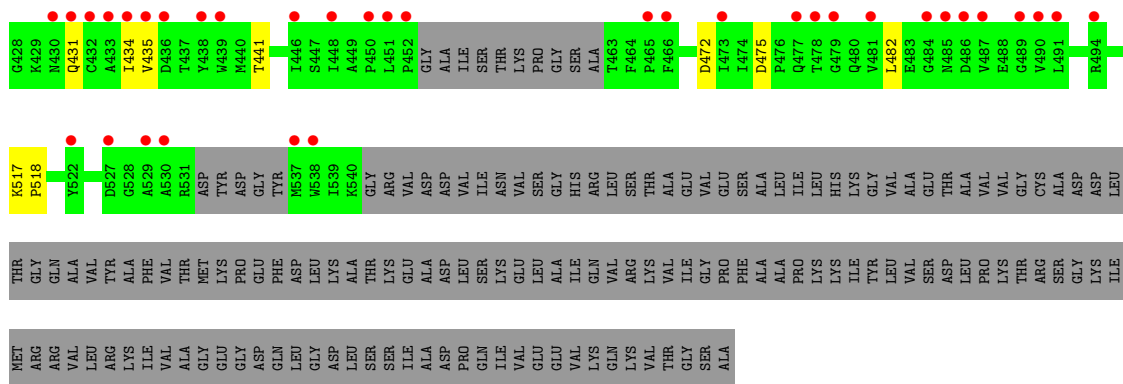 G428 K429 N430 Q431 C432 A433 I434 V435 D436 T437 Y438 W439 M440 T441 I446 S447 I448 A449 P450 L451 P452 GLY ALA ILE SER THR LYS PRO GLY SER ALA T463 F464 P465 F466 D472 I473 I474 D475 P476 Q477 T478 G479 Q480 V481 L482 E483 G484 N485 D486 V487 E488 G489 V490 L491 R494
K517 P518 Y522 D527 G528 A529 A530 R531 ASP TYR ASP GLY TYR M537 W538 I539 K540 GLY ARG VAL ASP ASP VAL ILE ASN VAL SER GLY HIS ARG LEU SER THR ALA GLU VAL GLU SER ALA LEU ILE LEU HIS LYS GLY VAL ALA GLU THR ALA VAL VAL GLY CYS ALA ASP ASP LEU
THR GLY GLN ALA VAL TYR ALA PHE VAL THR MET LYS PRO GLU PHE ASP LEU LYS ALA THR LYS GLU ALA ASP LEU SER LYS GLU LEU ALA ILE GLN VAL ARG LYS VAL ILE GLY PRO PHE ALA ALA PRO LYS LYS ILE TYR LEU VAL SER ASP LEU PRO LYS THR ARG SER GLY LYS ILE
MET ARG ARG VAL LEU ARG LYS ILE VAL ALA GLY GLU GLY ASP GLN LEU GLY ASP LEU SER SER ILE ALA ASP PRO GLN ILE VAL GLU GLU VAL LYS GLN LYS VAL THR GLY SER ALA